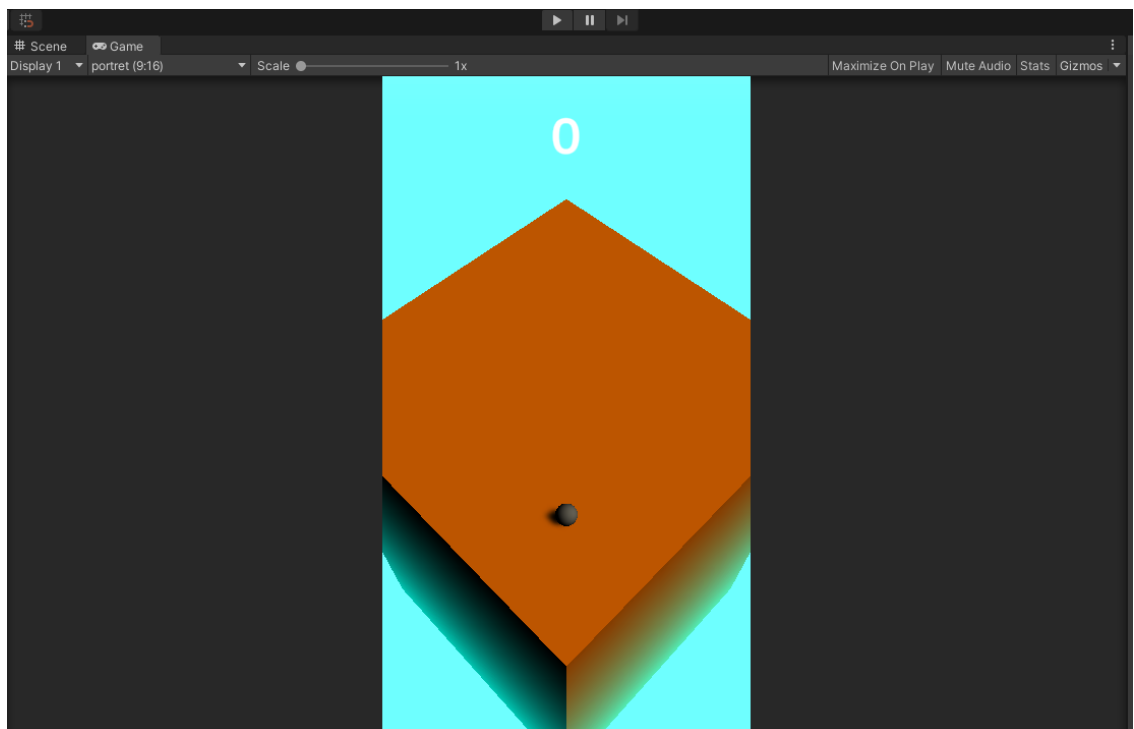 Scene Game
Display 1 portret (9:16) Scale 1x Maximize On Play Mute Audio Stats Gizmos
0